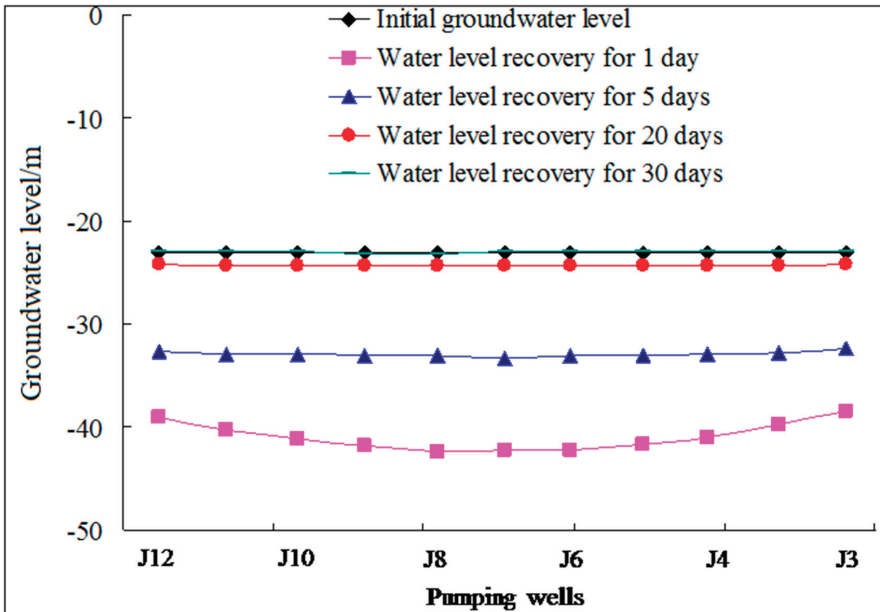 Initial groundwater level
Water level recovery for 1 day
Water level recovery for 5 days
Water level recovery for 20 days
Water level recovery for 30 days
Groundwater level/m
0
-10
-20
-30
-40
-50
J12 J10 J8 J6 J4 J3
Pumping wells